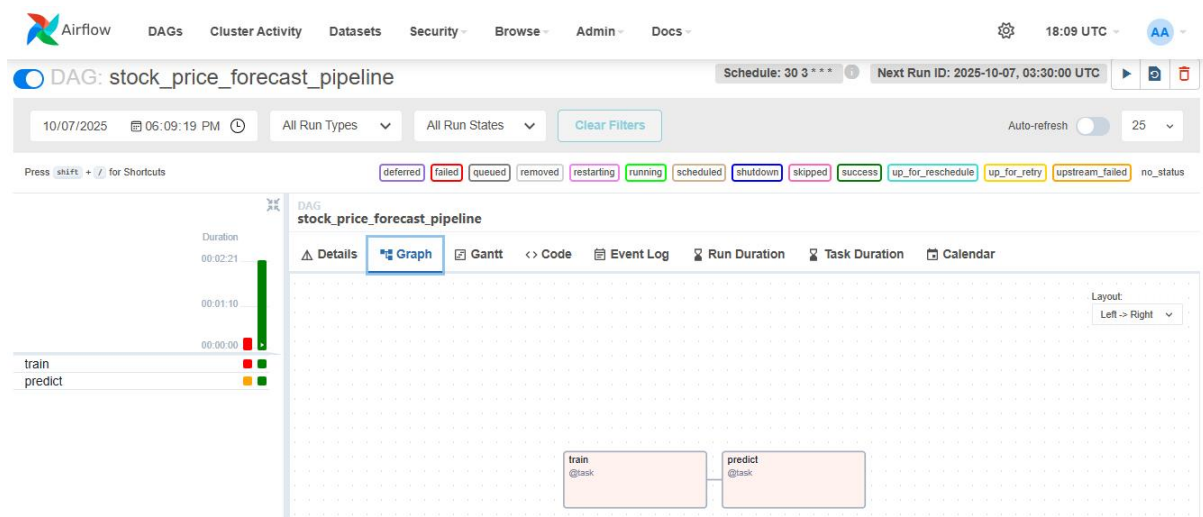 Airflow DAGs Cluster Activity Datasets Security Browse Admin Docs 18:09 UTC AA
DAG: stock_price_forecast_pipeline Schedule: 30 3 * * * Next Run ID: 2025-10-07, 03:30:00 UTC
10/07/2025 06:09:19 PM All Run Types All Run States Clear Filters Auto-refresh 25
Press shift + / for Shortcuts deferred failed queued removed restarting running scheduled shutdown skipped success up_for_reschedule up_for_retry upstream_failed no_status
DAG
stock_price_forecast_pipeline
Duration
00:02:21
00:01:10
00:00:00
train
predict
Details Graph Gantt <> Code Event Log Run Duration Task Duration Calendar
Layout:
Left -> Right
train
@task
predict
@task